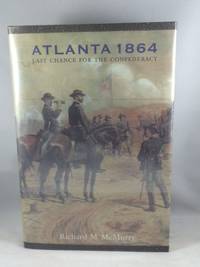 ATLANTA 1864
LAST CHANCE FOR THE CONFEDERACY
Richard M. McMurry